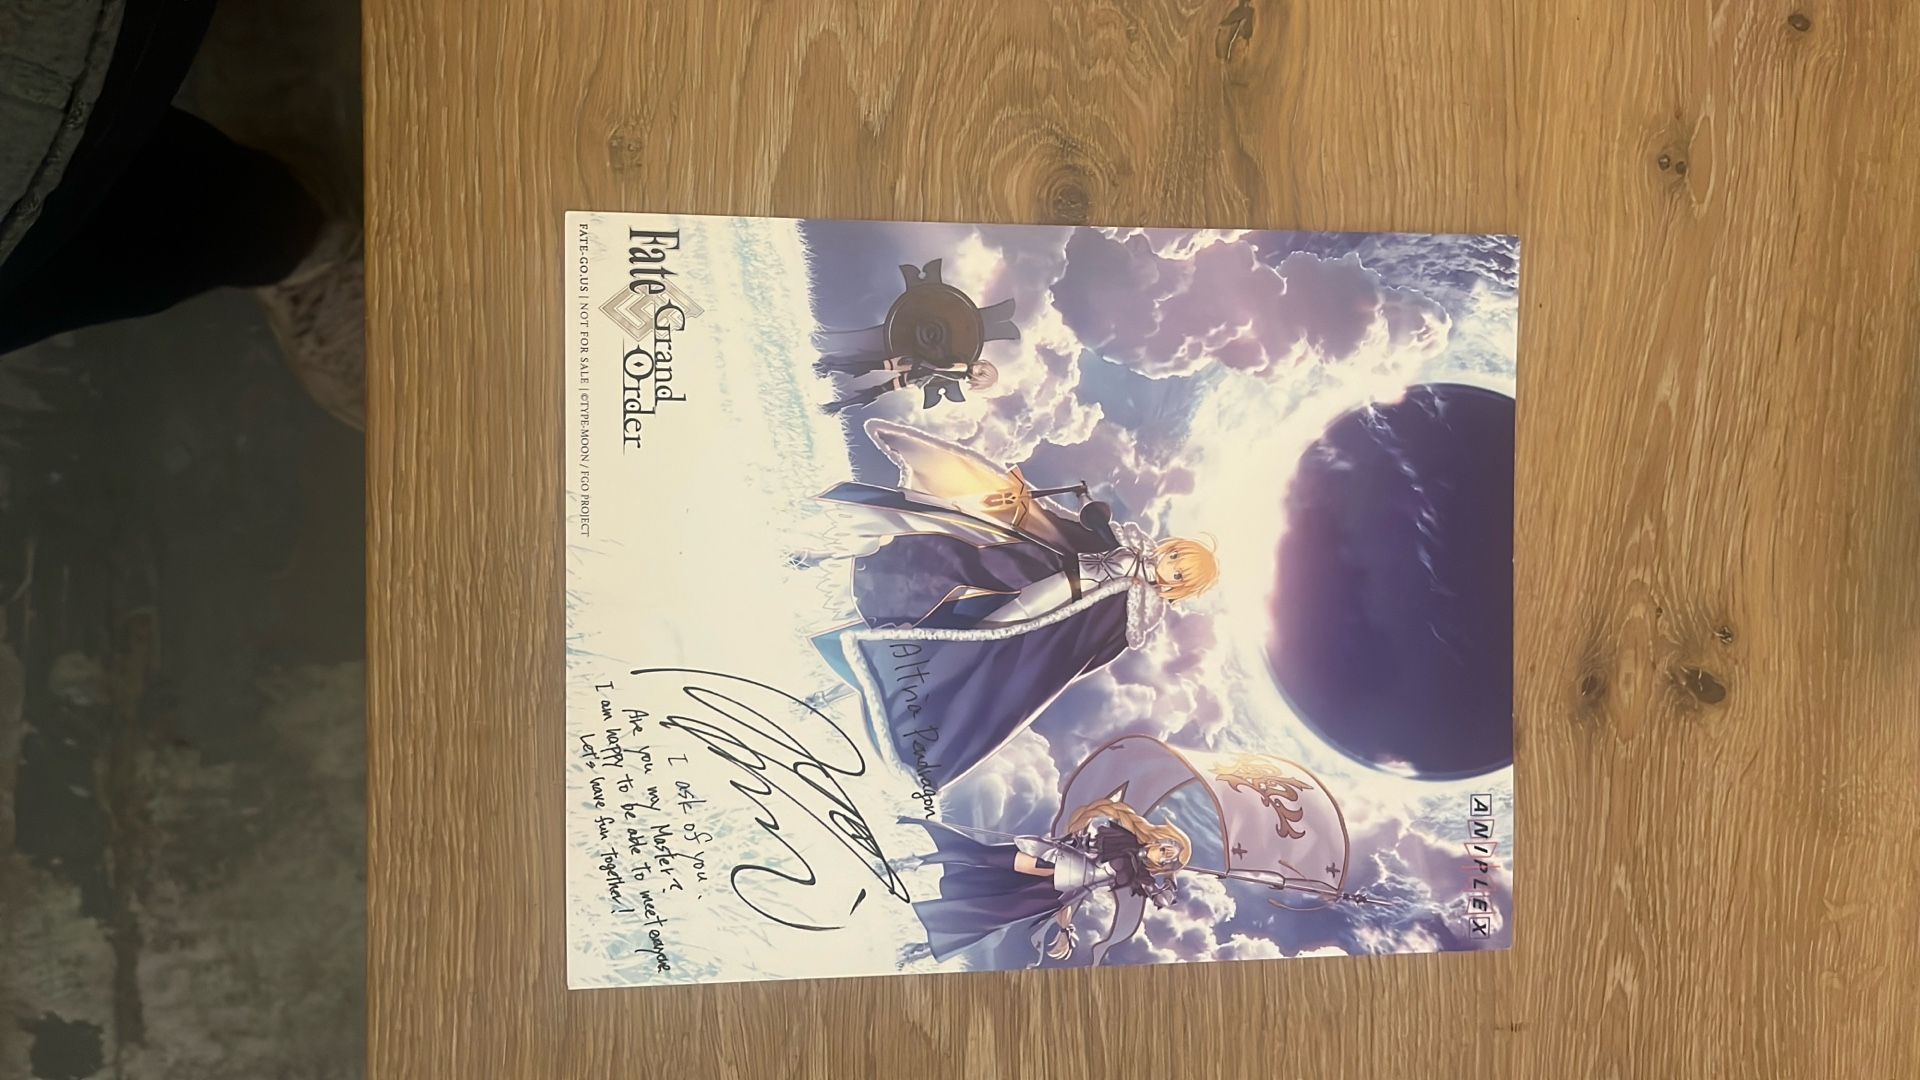 ANIPLEX
Altria Pendragon
I ask of you.
Are you my Master?
I am happy to be able to meet everyone.
Let's have fun together!
Fate
Grand
Order
FATE-GO.US | NOT FOR SALE | ©TYPE-MOON / FGO PROJECT